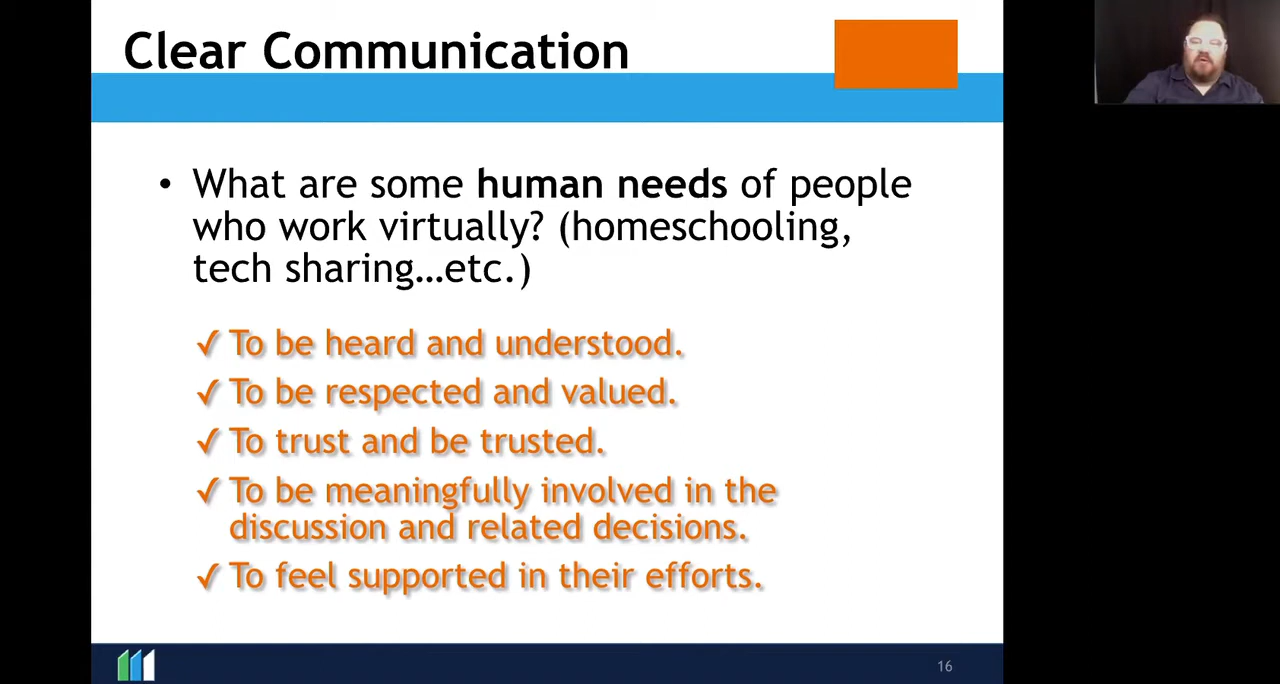 Clear Communication
• What are some human needs of people
who work virtually? (homeschooling,
tech sharing…etc.)
✓ To be heard and understood.
✓ To be respected and valued.
✓ To trust and be trusted.
✓ To be meaningfully involved in the
discussion and related decisions.
✓ To feel supported in their efforts.
16